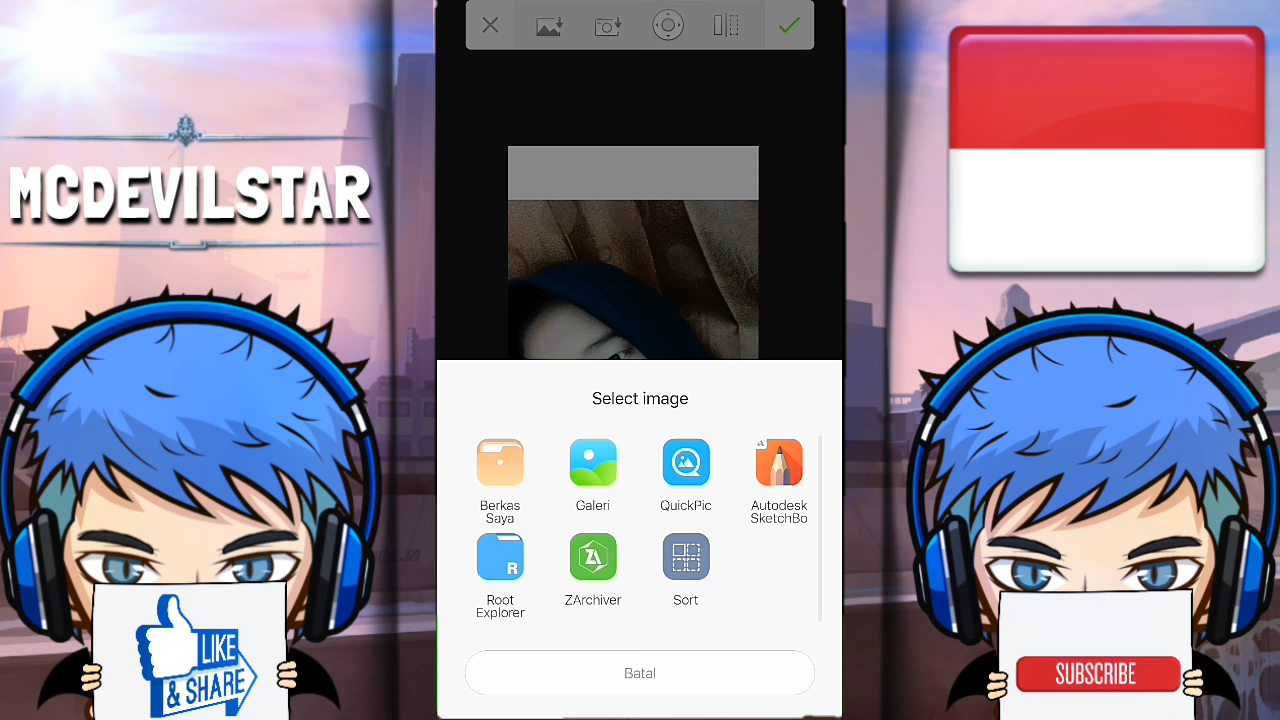 MCDEVILSTAR
Select image
Berkas
Saya
Galeri
QuickPic
Autodesk
SketchBo
Root
Explorer
ZArchiver
Sort
Batal
LIKE
& SHARE
SUBSCRIBE